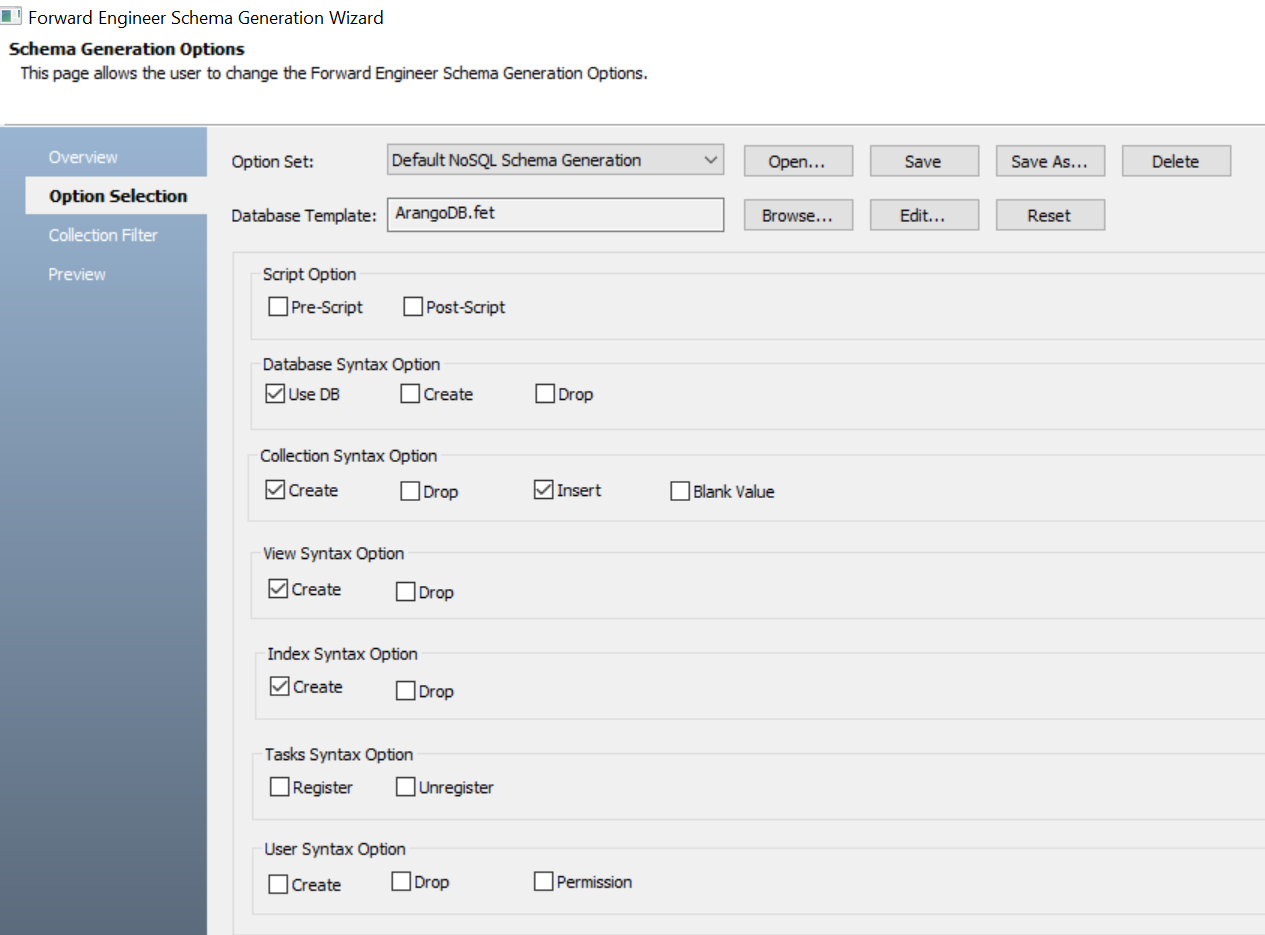 Forward Engineer Schema Generation Wizard
Schema Generation Options
This page allows the user to change the Forward Engineer Schema Generation Options.
Overview
Option Selection
Collection Filter
Preview
Option Set: Default NoSQL Schema Generation Open... Save Save As... Delete
Database Template: ArangoDB.fet Browse... Edit... Reset
Script Option
Pre-Script Post-Script
Database Syntax Option
Use DB Create Drop
Collection Syntax Option
Create Drop Insert Blank Value
View Syntax Option
Create Drop
Index Syntax Option
Create Drop
Tasks Syntax Option
Register Unregister
User Syntax Option
Create Drop Permission